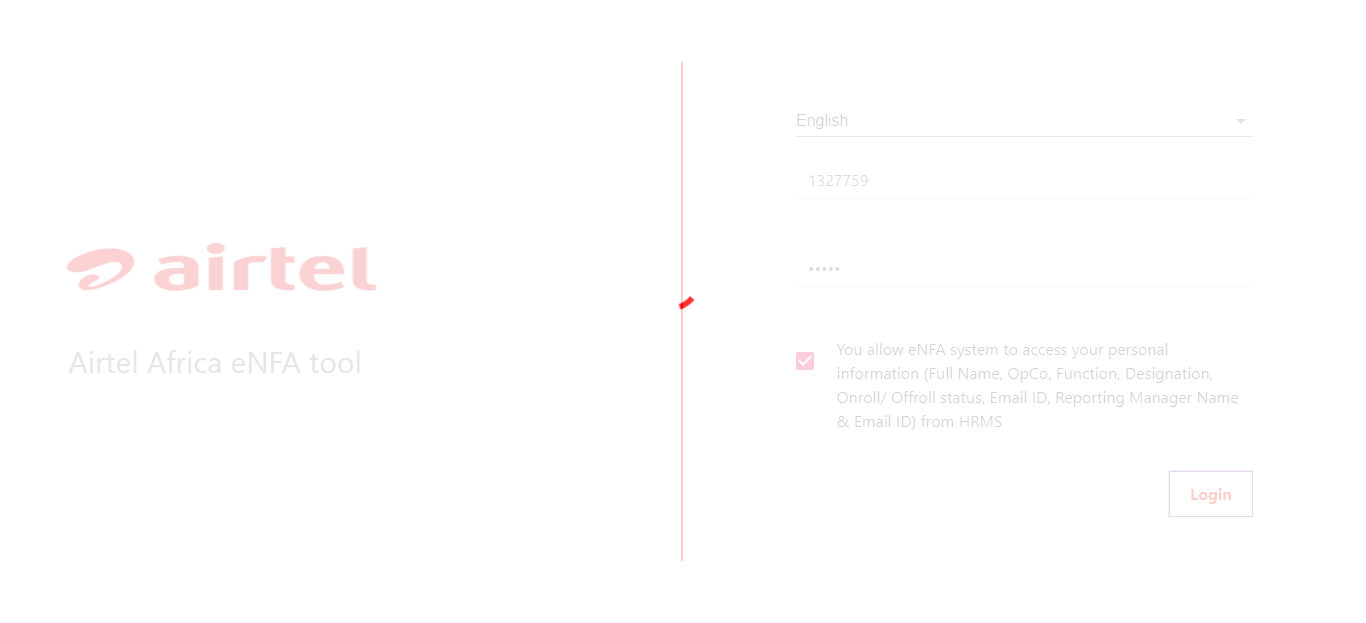 airtel
Airtel Africa eNFA tool
English
1327759
•••••
You allow eNFA system to access your personal
information (Full Name, OpCo, Function, Designation,
Onroll/ Offroll status, Email ID, Reporting Manager Name
& Email ID) from HRMS
Login